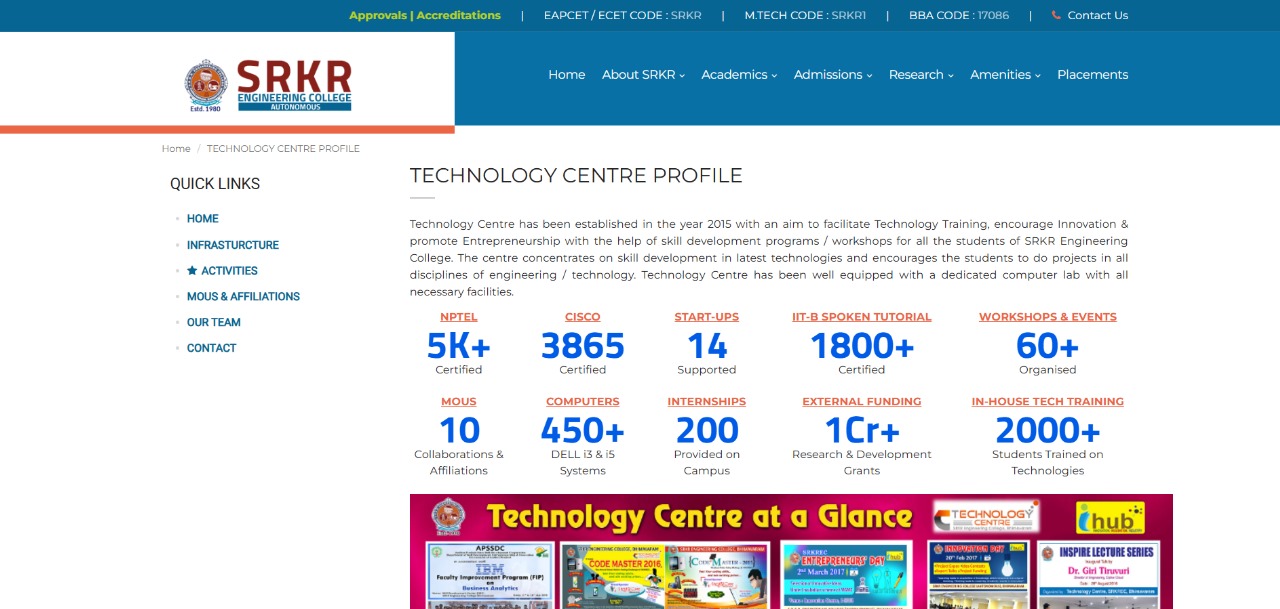 Approvals | Accreditations | EAPCET / ECET CODE : SRKR | M.TECH CODE : SRKR1 | BBA CODE : 17086 | Contact Us
SRKR
ENGINEERING COLLEGE
AUTONOMOUS
Estd. 1980
Home About SRKR Academics Admissions Research Amenities Placements
Home / TECHNOLOGY CENTRE PROFILE
QUICK LINKS
HOME
INFRASTURCTURE
ACTIVITIES
MOUS & AFFILIATIONS
OUR TEAM
CONTACT
TECHNOLOGY CENTRE PROFILE
Technology Centre has been established in the year 2015 with an aim to facilitate Technology Training, encourage Innovation &
promote Entrepreneurship with the help of skill development programs / workshops for all the students of SRKR Engineering
College. The centre concentrates on skill development in latest technologies and encourages the students to do projects in all
disciplines of engineering / technology. Technology Centre has been well equipped with a dedicated computer lab with all
necessary facilities.
NPTEL CISCO START-UPS IIT-B SPOKEN TUTORIAL WORKSHOPS & EVENTS
5K+ 3865 14 1800+ 60+
Certified Certified Supported Certified Organised
MOUS COMPUTERS INTERNSHIPS EXTERNAL FUNDING IN-HOUSE TECH TRAINING
10 450+ 200 1Cr+ 2000+
Collaborations & DELL i3 & i5 Provided on Research & Development Students Trained on
Affiliations Systems Campus Grants Technologies
Technology Centre at a Glance
TECHNOLOGY
CENTRE
ihub
APSSDC
IBM
Faculty Improvement Program (FIP)
on
Business Analytics
CODE MASTER 2016,
CODE MASTER - 2015
SRKREC
ENTREPRENEURS' DAY
2nd March 2017
INNOVATION DAY
INSPIRE LECTURE SERIES
Dr. Giri Tiruvuri